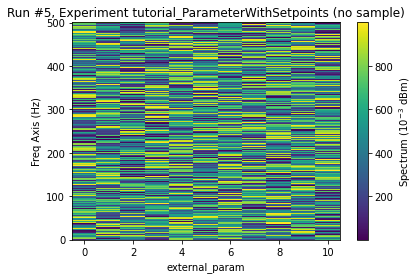 Run #5, Experiment tutorial_ParameterWithSetpoints (no sample)
500
400
300
200
100
0
Freq Axis (Hz)
0 2 4 6 8 10
external_param
800
600
400
200
Spectrum (10⁻³ dBm)